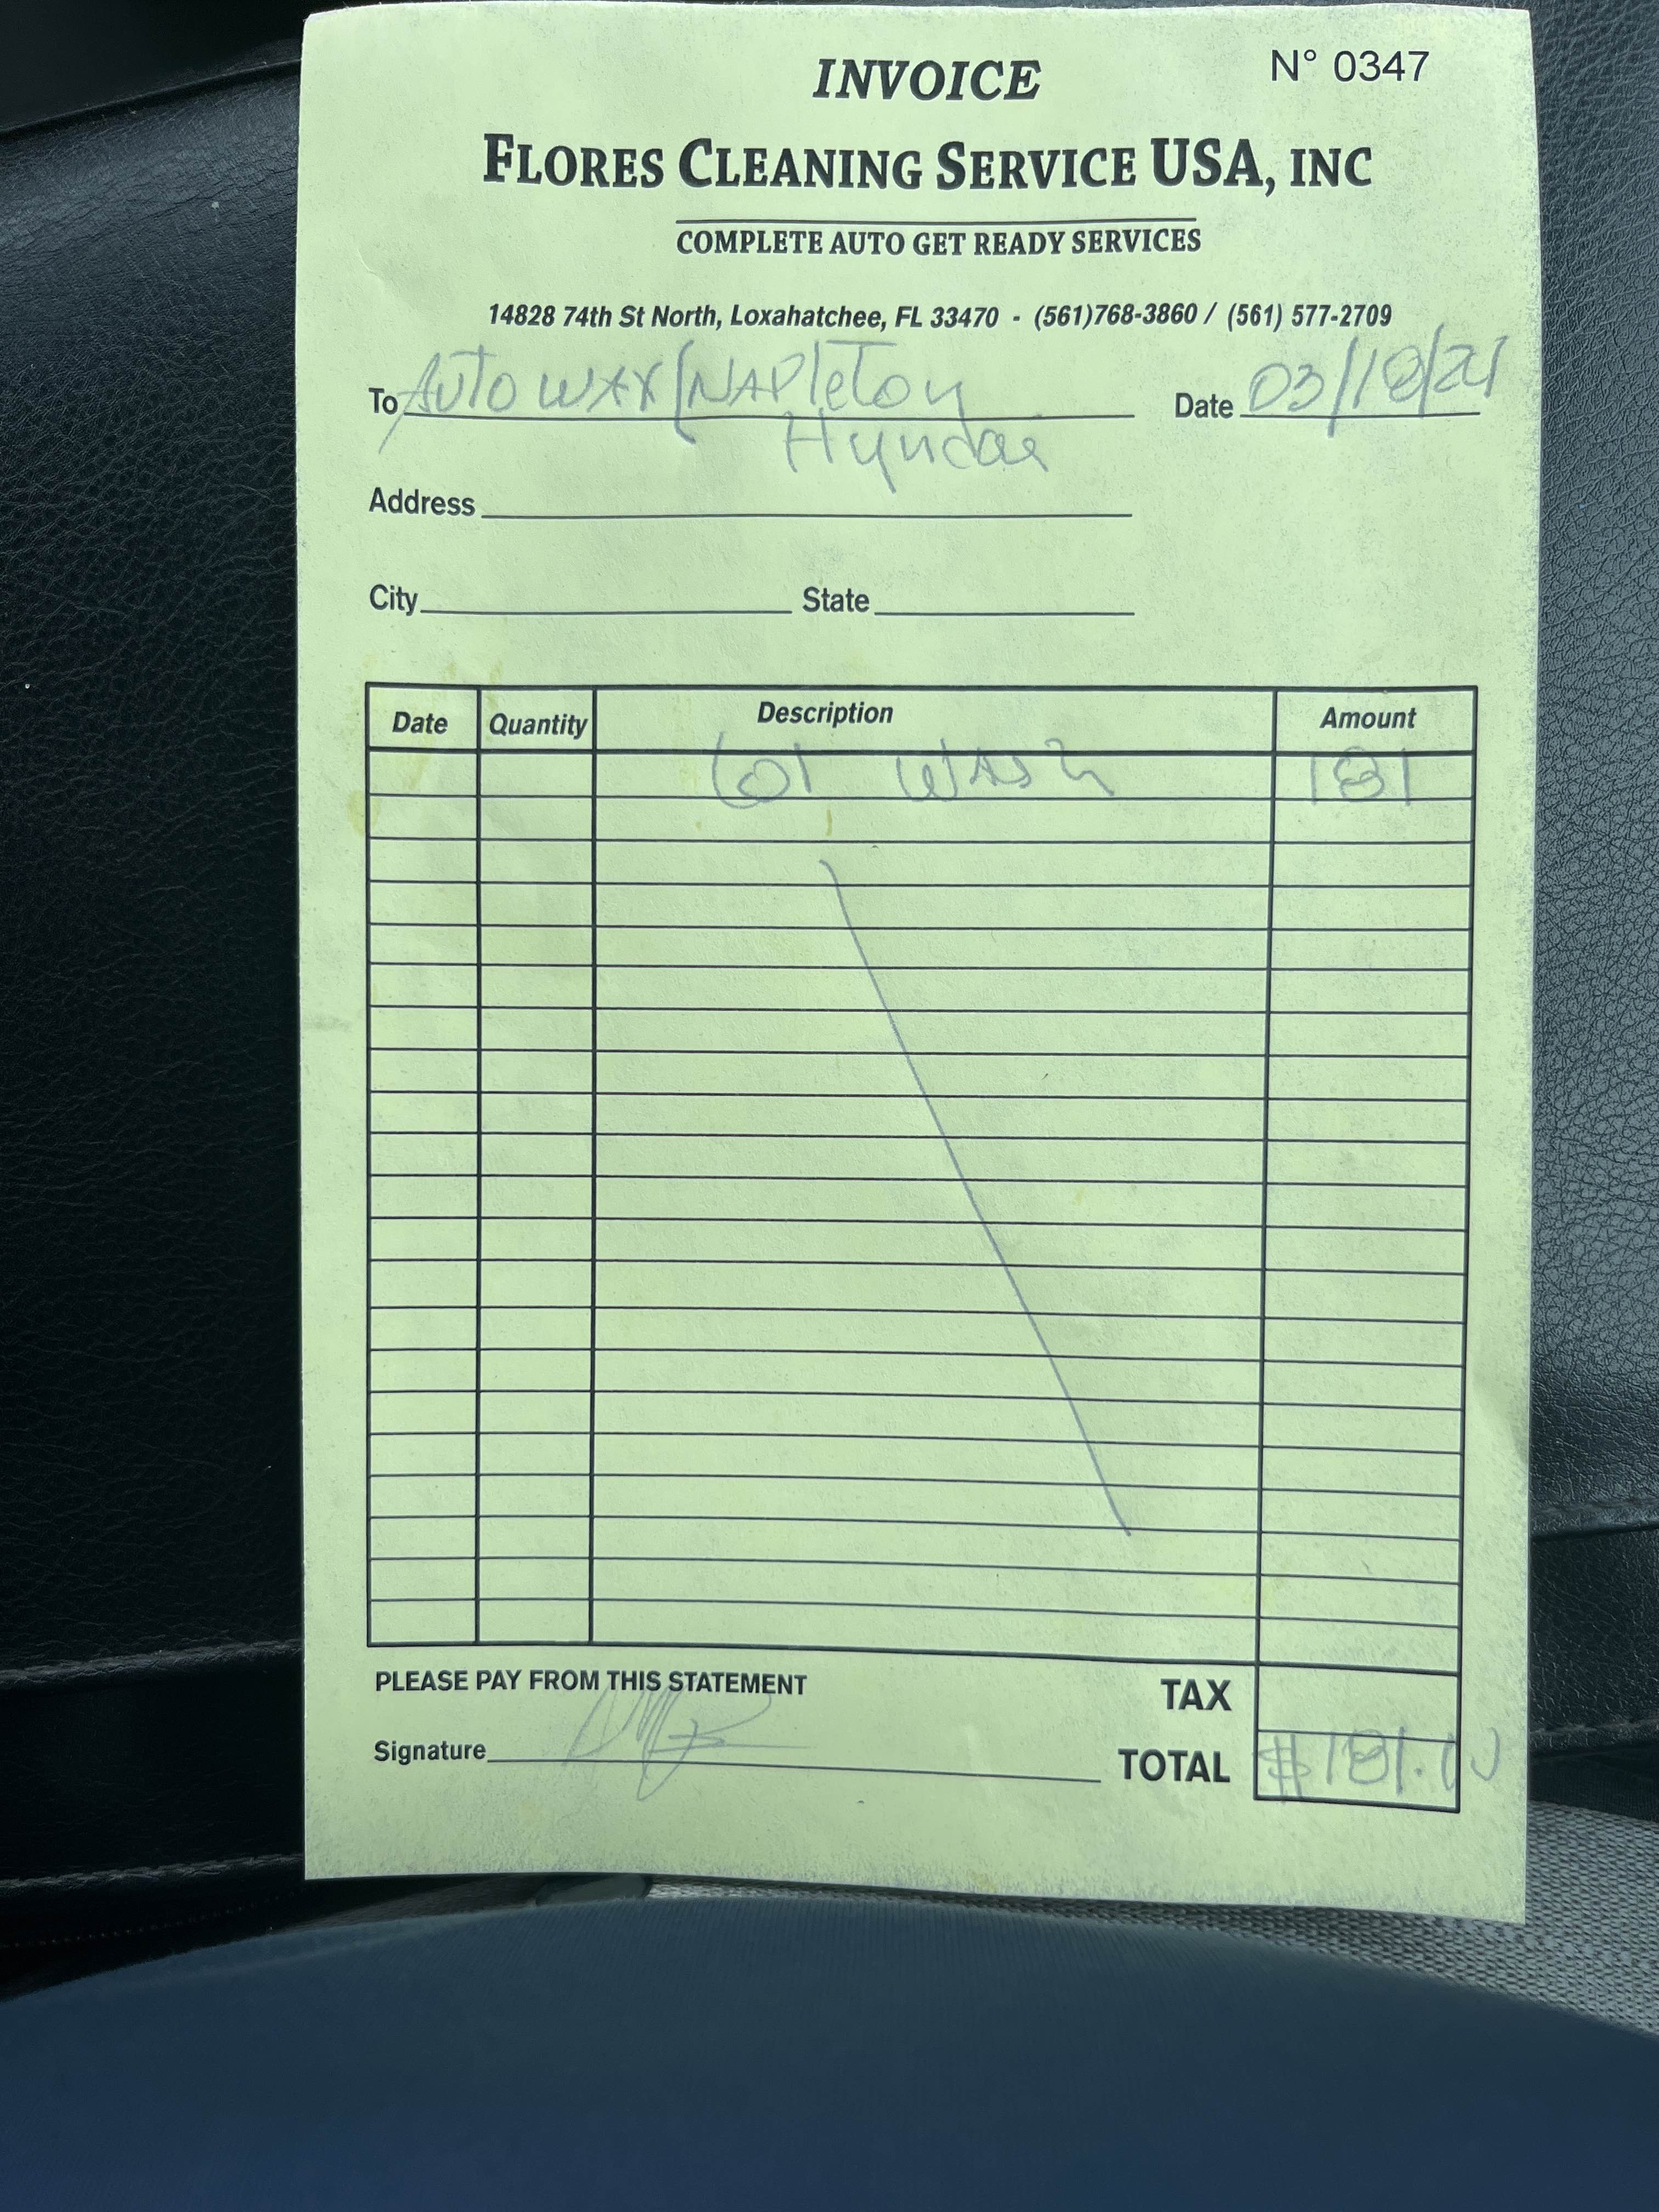 INVOICE N° 0347
FLORES CLEANING SERVICE USA, INC
COMPLETE AUTO GET READY SERVICES
14828 74th St North, Loxahatchee, FL 33470 - (561)768-3860 / (561) 577-2709
To Auto WAX/NAPleton Date 03/18/21
Hyundai
Address
City State
Date Quantity Description Amount
lot WASh 181
PLEASE PAY FROM THIS STATEMENT TAX
Signature TOTAL $181.00